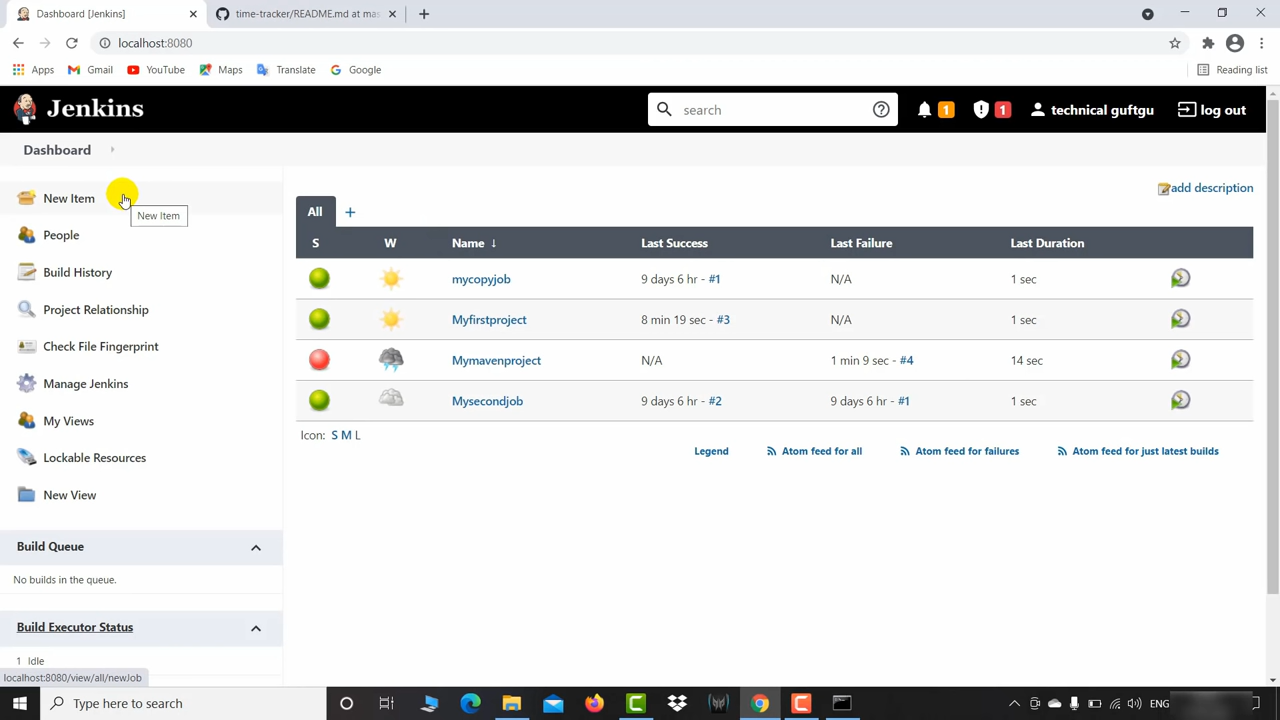 Dashboard [Jenkins]
time-tracker/README.md at mas
localhost:8080
Apps
Gmail
YouTube
Maps
Translate
Google
Reading list
Jenkins
search
1
1
technical guftgu
log out
Dashboard
New Item
New Item
People
Build History
Project Relationship
Check File Fingerprint
Manage Jenkins
My Views
Lockable Resources
New View
Build Queue
No builds in the queue.
Build Executor Status
1 Idle
localhost:8080/view/all/newJob
add description
All +
S W Name ↓ Last Success Last Failure Last Duration
mycopyjob 9 days 6 hr - #1 N/A 1 sec
Myfirstproject 8 min 19 sec - #3 N/A 1 sec
Mymavenproject N/A 1 min 9 sec - #4 14 sec
Mysecondjob 9 days 6 hr - #2 9 days 6 hr - #1 1 sec
Icon: S M L
Legend Atom feed for all Atom feed for failures Atom feed for just latest builds
Type here to search
ENG